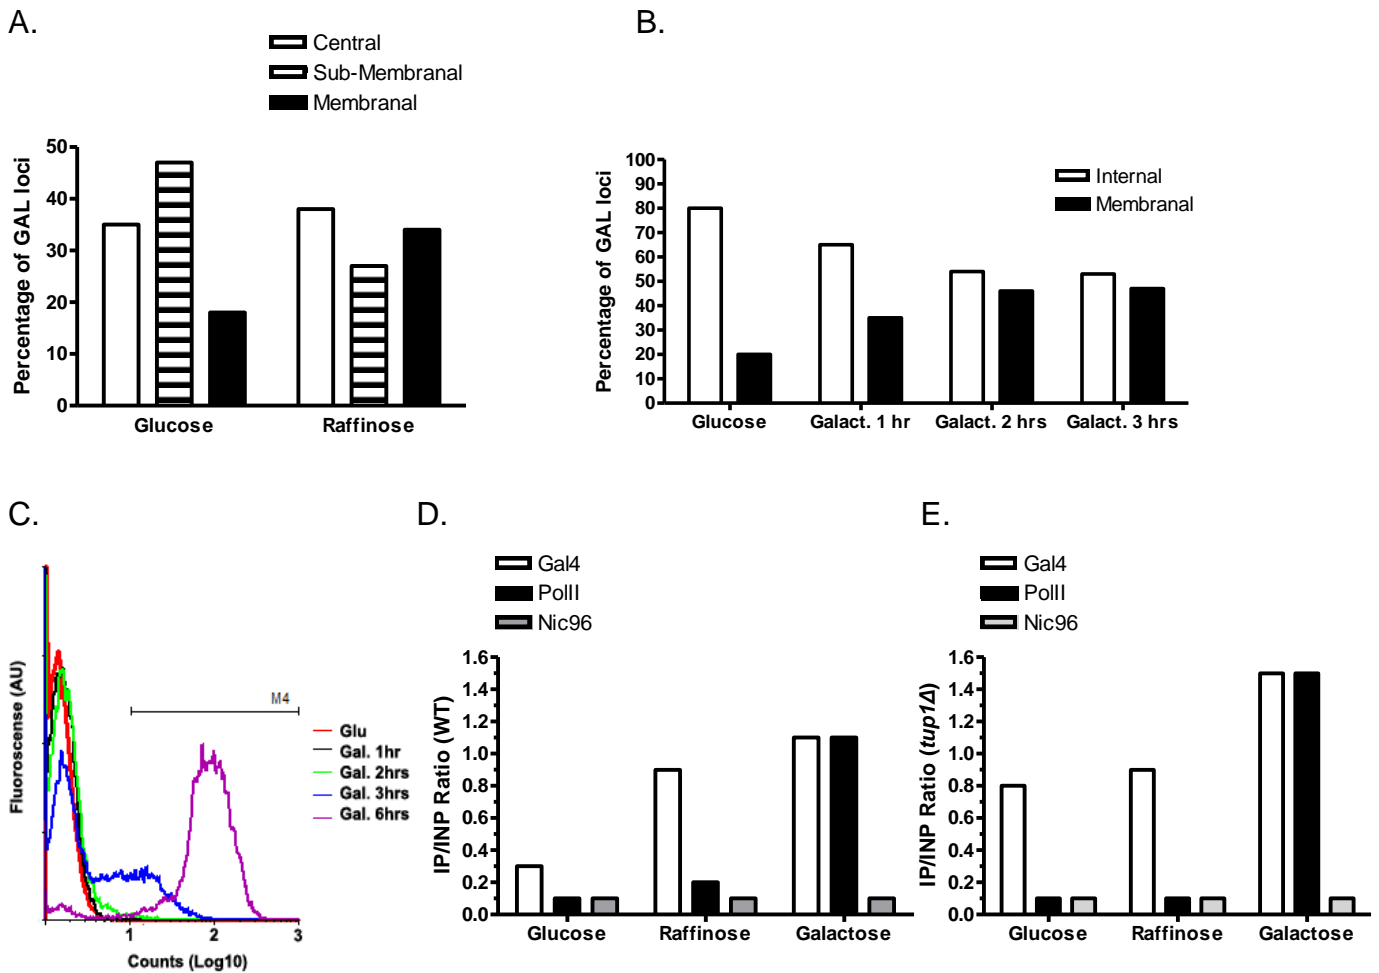 A.
Central
Sub-Membranal
Membranal
Percentage of GAL loci
50
40
30
20
10
0
Glucose
Raffinose
B.
Internal
Membranal
Percentage of GAL loci
100
90
80
70
60
50
40
30
20
10
0
Glucose
Galact. 1 hr
Galact. 2 hrs
Galact. 3 hrs
C.
Fluoroscense (AU)
M4
Glu
Gal. 1hr
Gal. 2hrs
Gal. 3hrs
Gal. 6hrs
1
2
3
Counts (Log10)
D.
Gal4
PolII
Nic96
IP/INP Ratio (WT)
1.6
1.4
1.2
1.0
0.8
0.6
0.4
0.2
0.0
Glucose
Raffinose
Galactose
E.
Gal4
PolII
Nic96
IP/INP Ratio (tup1Δ)
1.6
1.4
1.2
1.0
0.8
0.6
0.4
0.2
0.0
Glucose
Raffinose
Galactose